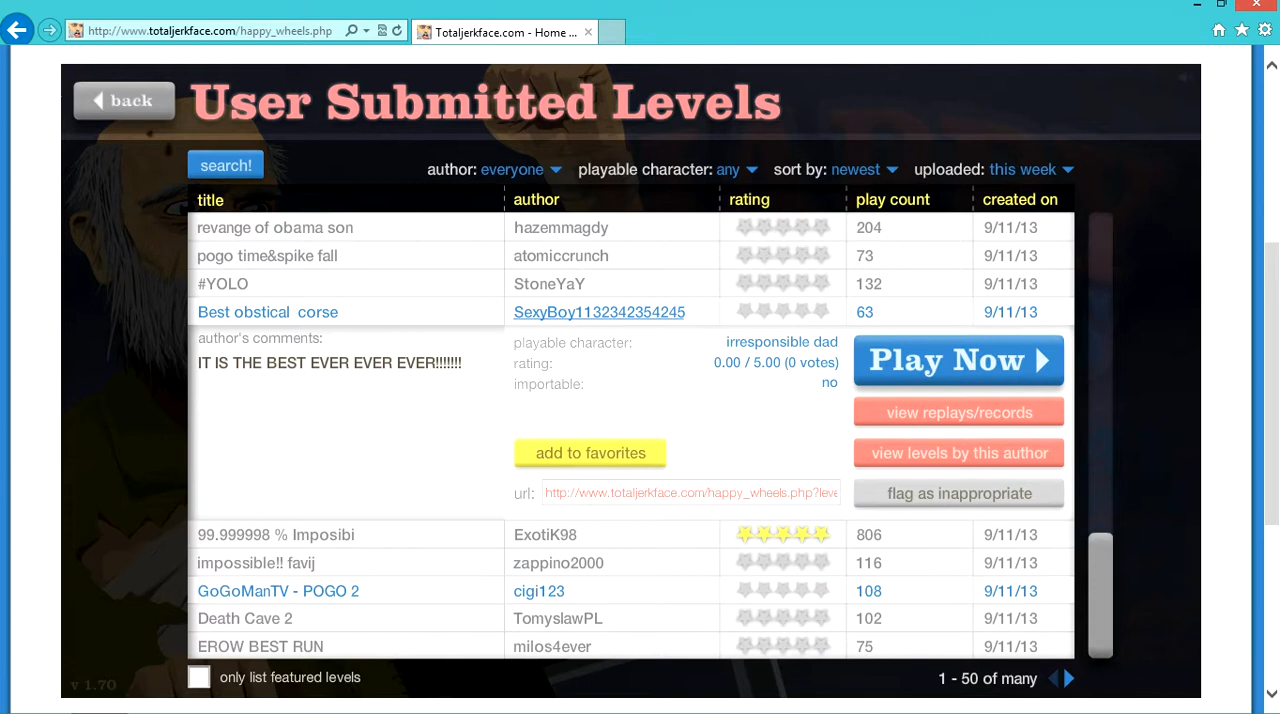 http://www.totaljerkface.com/happy_wheels.php
Totaljerkface.com - Home ...
back
User Submitted Levels
search!
author: everyone playable character: any sort by: newest uploaded: this week
title author rating play count created on
revange of obama son hazemmagdy 204 9/11/13
pogo time&spike fall atomiccrunch 73 9/11/13
#YOLO StoneYaY 132 9/11/13
Best obstical corse SexyBoy1132342354245 63 9/11/13
author's comments:
IT IS THE BEST EVER EVER EVER!!!!!!!
playable character: irresponsible dad
rating: 0.00 / 5.00 (0 votes)
importable: no
Play Now
view replays/records
add to favorites
view levels by this author
url: http://www.totaljerkface.com/happy_wheels.php?leve
flag as inappropriate
99.999998 % Imposibi ExotiK98 806 9/11/13
impossible!! favij zappino2000 116 9/11/13
GoGoManTV - POGO 2 cigi123 108 9/11/13
Death Cave 2 TomyslawPL 102 9/11/13
EROW BEST RUN milos4ever 75 9/11/13
only list featured levels
1 - 50 of many
v 1.70